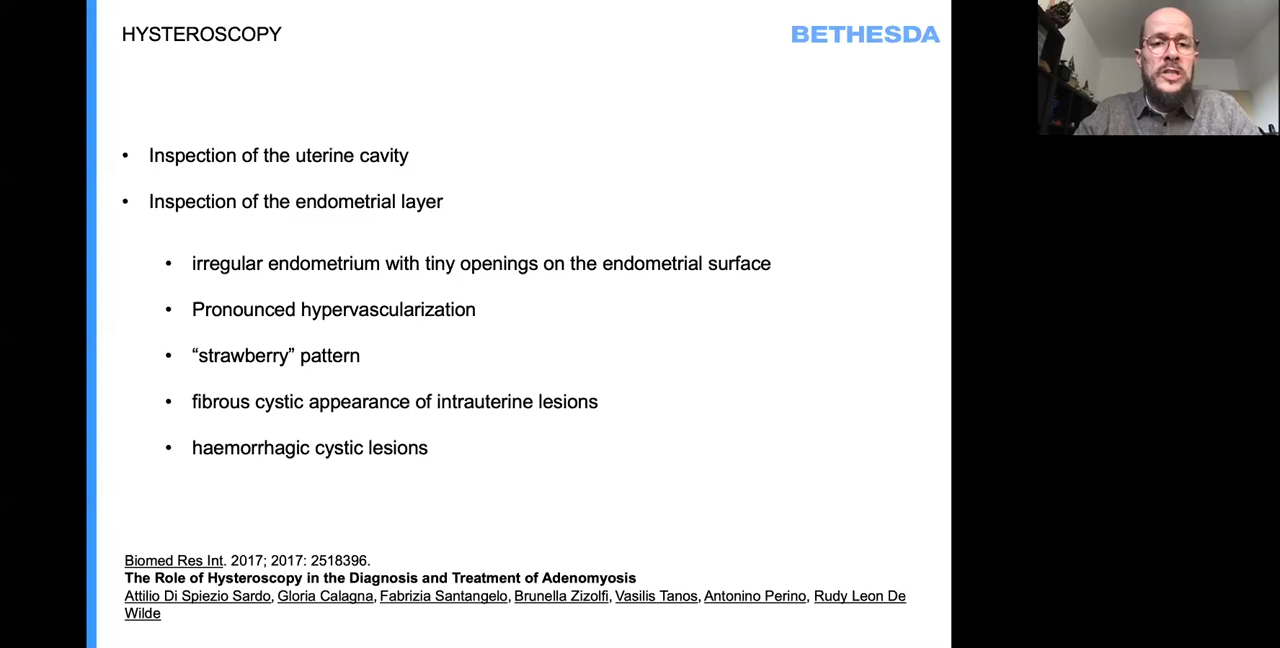 HYSTEROSCOPY
BETHESDA
• Inspection of the uterine cavity
• Inspection of the endometrial layer
• irregular endometrium with tiny openings on the endometrial surface
• Pronounced hypervascularization
• “strawberry” pattern
• fibrous cystic appearance of intrauterine lesions
• haemorrhagic cystic lesions
Biomed Res Int. 2017; 2017: 2518396.
The Role of Hysteroscopy in the Diagnosis and Treatment of Adenomyosis
Attilio Di Spiezio Sardo, Gloria Calagna, Fabrizia Santangelo, Brunella Zizolfi, Vasilis Tanos, Antonino Perino, Rudy Leon De
Wilde